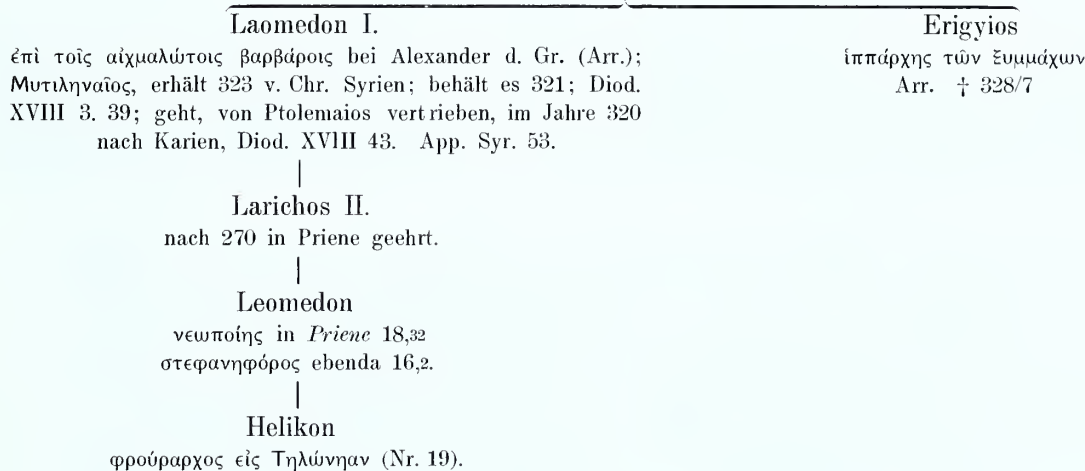 Laomedon I.
ἐπὶ τοῖς αἰχμαλώτοις βαρβάροις bei Alexander d. Gr. (Arr.);
Μυτιληναῖος, erhält 323 v. Chr. Syrien; behält es 321; Diod.
XVIII 3. 39; geht, von Ptolemaios vertrieben, im Jahre 320
nach Karien, Diod. XVIII 43. App. Syr. 53.
Erigyios
ἱππάρχης τῶν ξυμμάχων
Arr. † 328/7
Larichos II.
nach 270 in Priene geehrt.
Leomedon
νεωποίης in Priene 18,32
στεφανηφόρος ebenda 16,2.
Helikon
φρούραρχος εἰς Τηλώνηαν (Nr. 19).